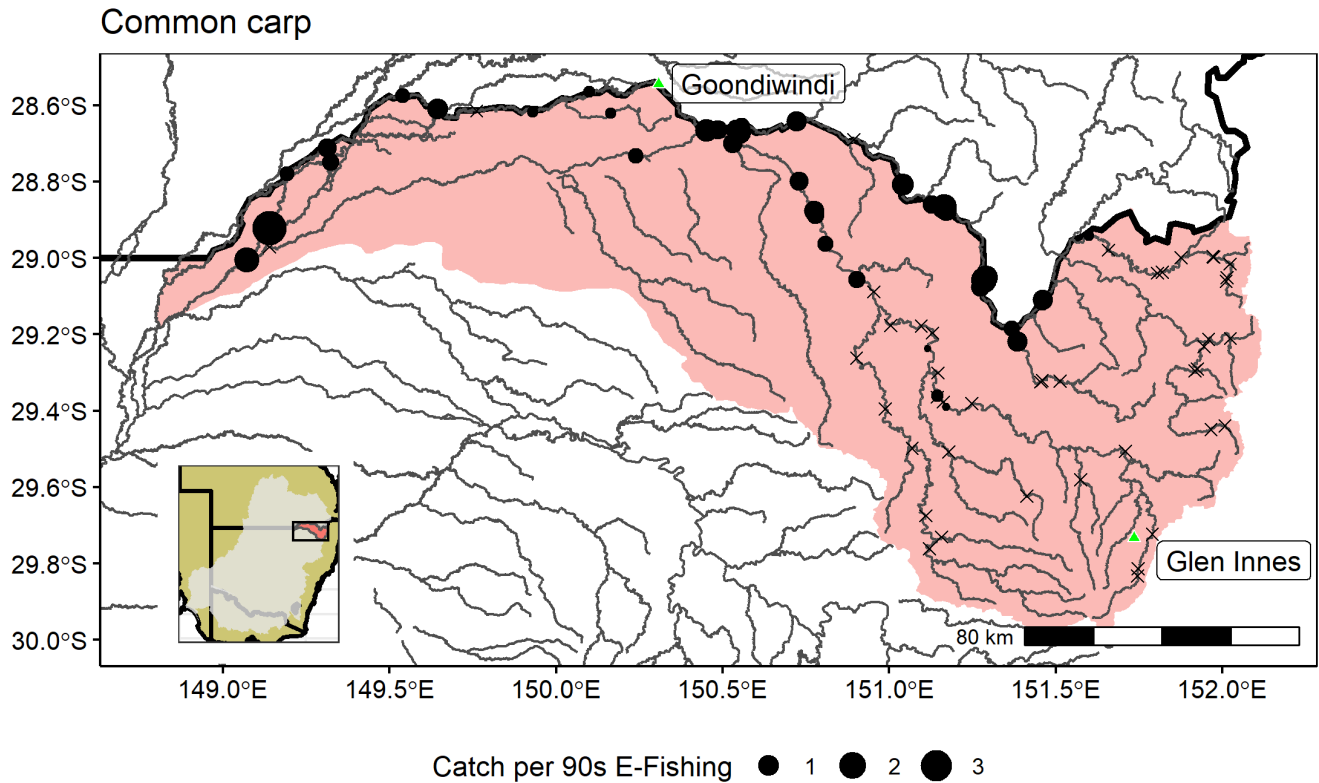 Common carp
Goondiwindi
28.6°S
28.8°S
29.0°S
29.2°S
29.4°S
29.6°S
29.8°S
30.0°S
Glen Innes
80 km
149.0°E 149.5°E 150.0°E 150.5°E 151.0°E 151.5°E 152.0°E
Catch per 90s E-Fishing 1 2 3